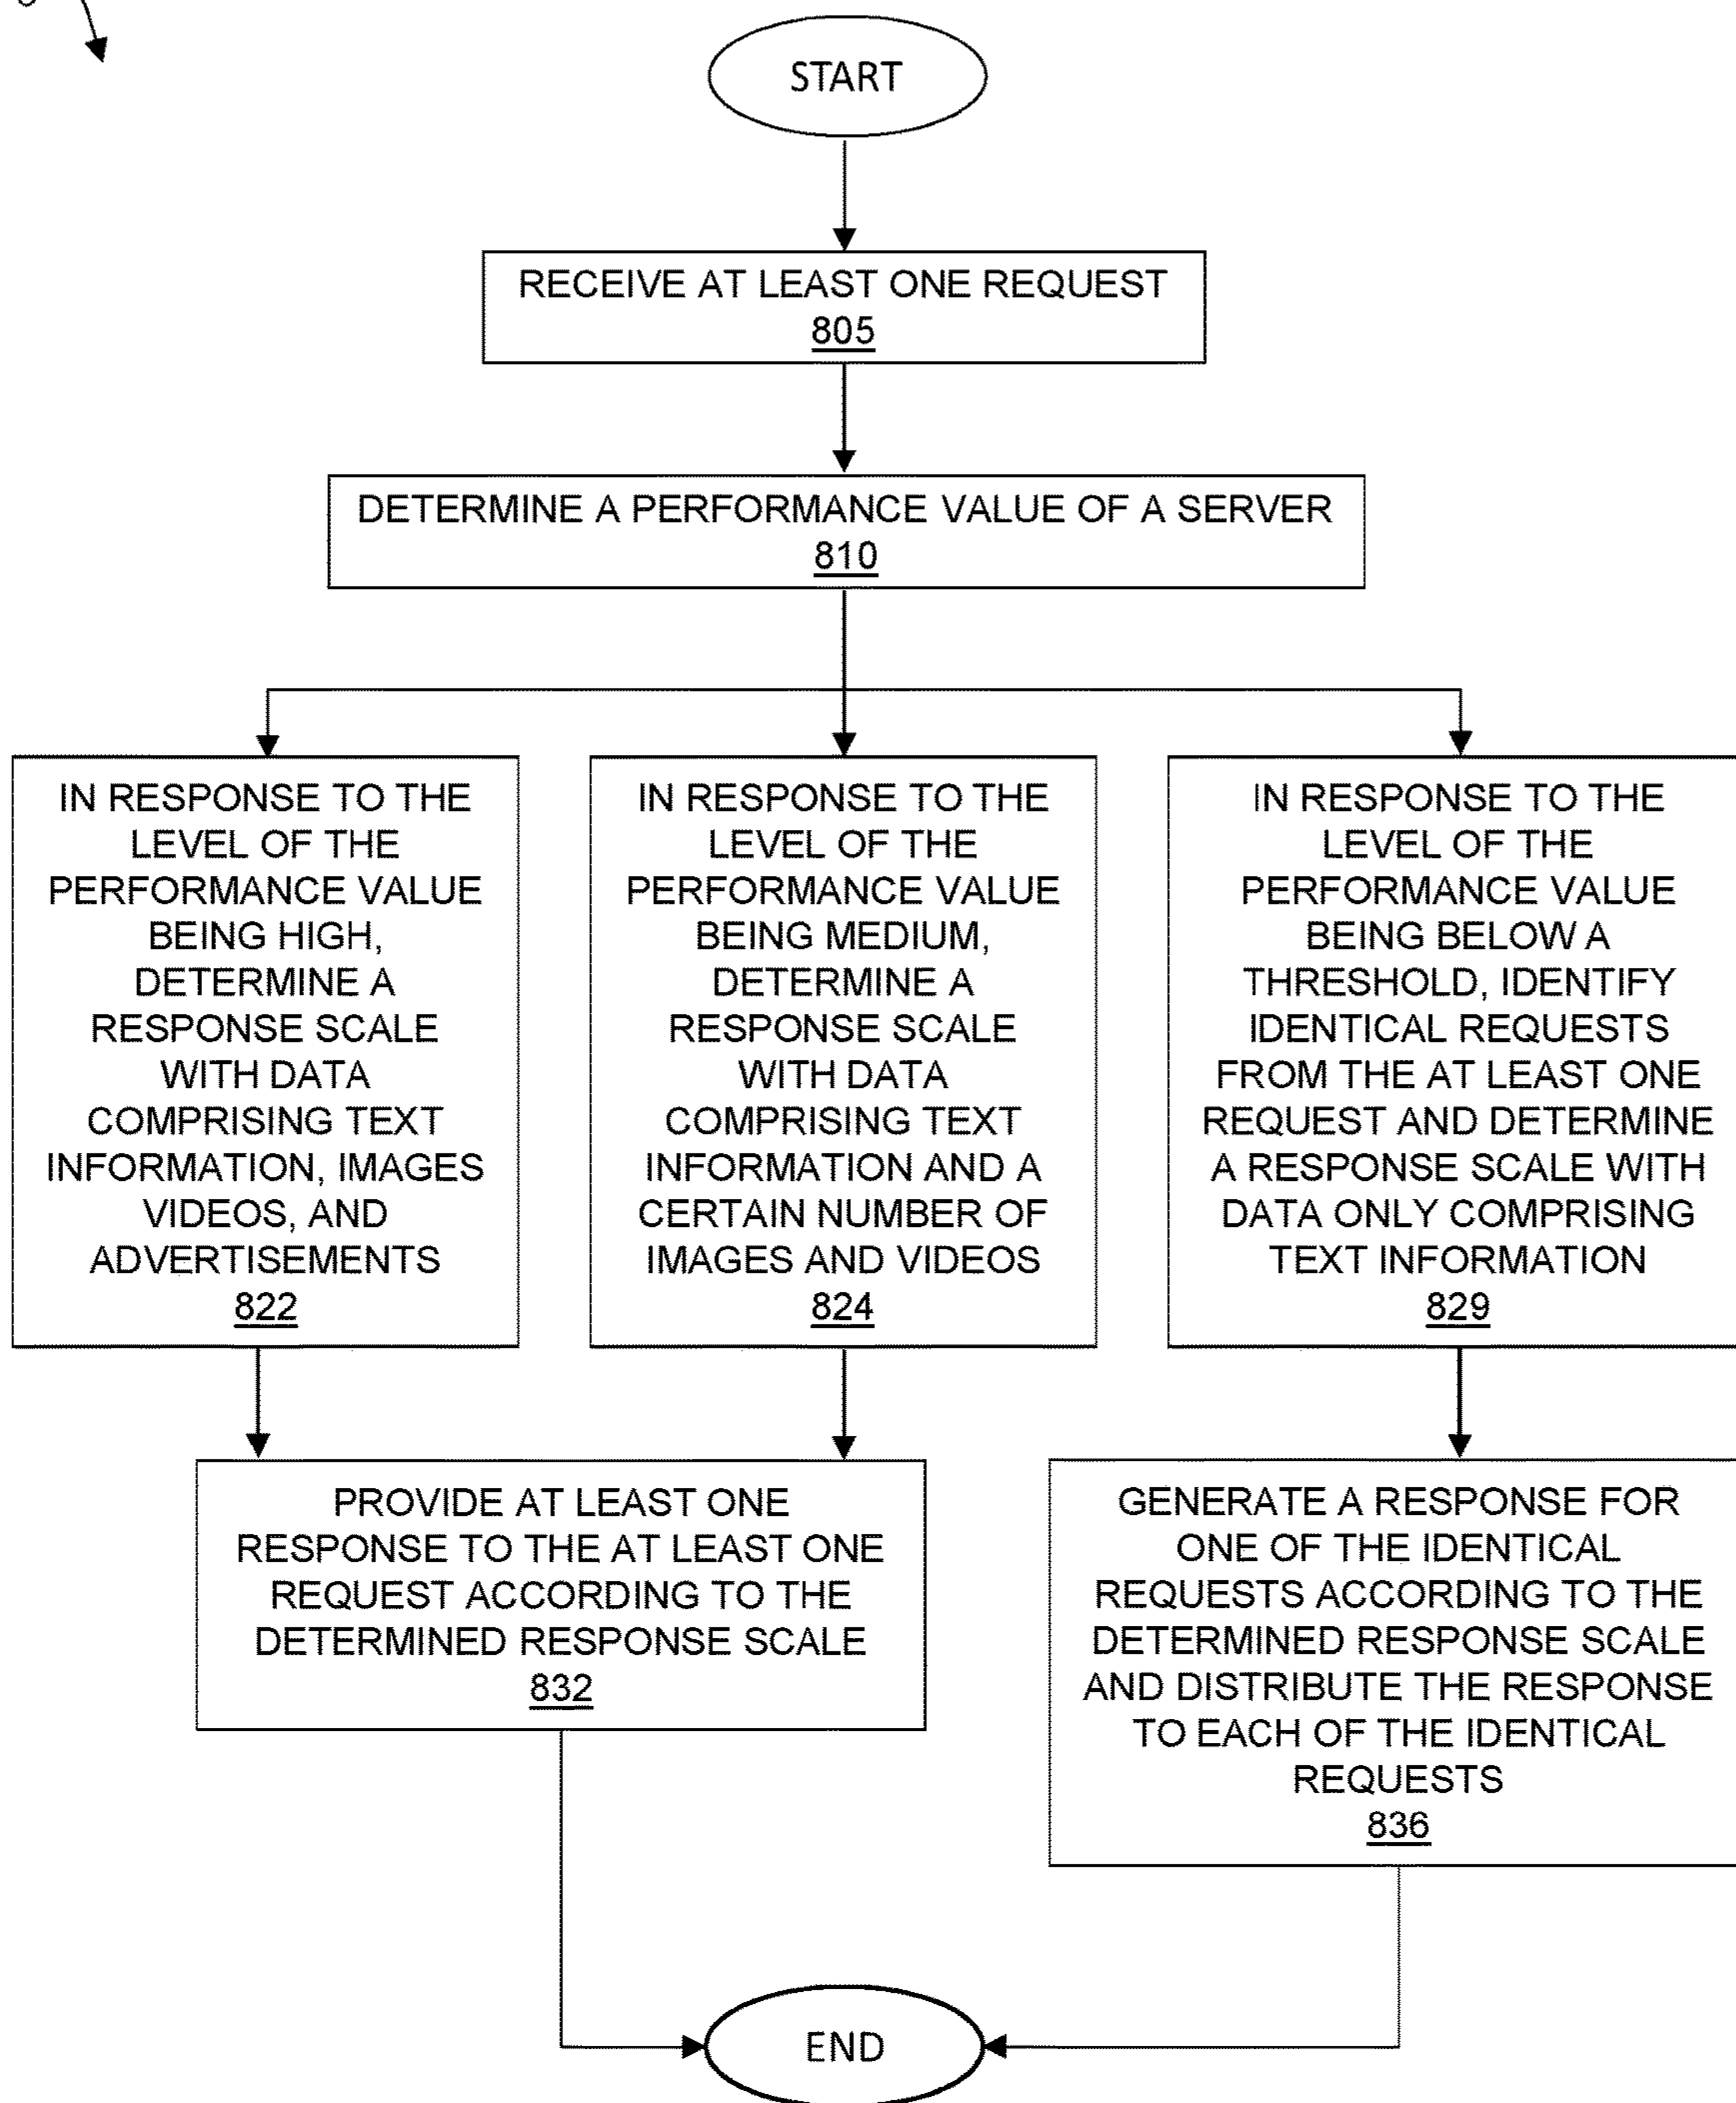 START
RECEIVE AT LEAST ONE REQUEST
805
DETERMINE A PERFORMANCE VALUE OF A SERVER
810
IN RESPONSE TO THE
LEVEL OF THE
PERFORMANCE VALUE
BEING HIGH,
DETERMINE A
RESPONSE SCALE
WITH DATA
COMPRISING TEXT
INFORMATION, IMAGES
VIDEOS, AND
ADVERTISEMENTS
822
IN RESPONSE TO THE
LEVEL OF THE
PERFORMANCE VALUE
BEING MEDIUM,
DETERMINE A
RESPONSE SCALE
WITH DATA
COMPRISING TEXT
INFORMATION AND A
CERTAIN NUMBER OF
IMAGES AND VIDEOS
824
IN RESPONSE TO THE
LEVEL OF THE
PERFORMANCE VALUE
BEING BELOW A
THRESHOLD, IDENTIFY
IDENTICAL REQUESTS
FROM THE AT LEAST ONE
REQUEST AND DETERMINE
A RESPONSE SCALE WITH
DATA ONLY COMPRISING
TEXT INFORMATION
829
PROVIDE AT LEAST ONE
RESPONSE TO THE AT LEAST ONE
REQUEST ACCORDING TO THE
DETERMINED RESPONSE SCALE
832
GENERATE A RESPONSE FOR
ONE OF THE IDENTICAL
REQUESTS ACCORDING TO THE
DETERMINED RESPONSE SCALE
AND DISTRIBUTE THE RESPONSE
TO EACH OF THE IDENTICAL
REQUESTS
836
END